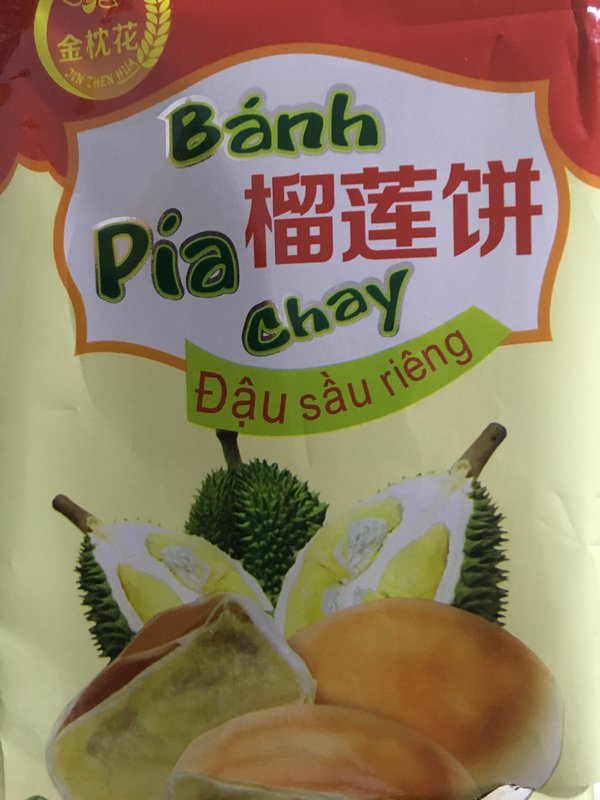 金枕花
JIN ZHEN HUA
Bánh
Pia 榴莲饼
chay
Đậu sầu riêng